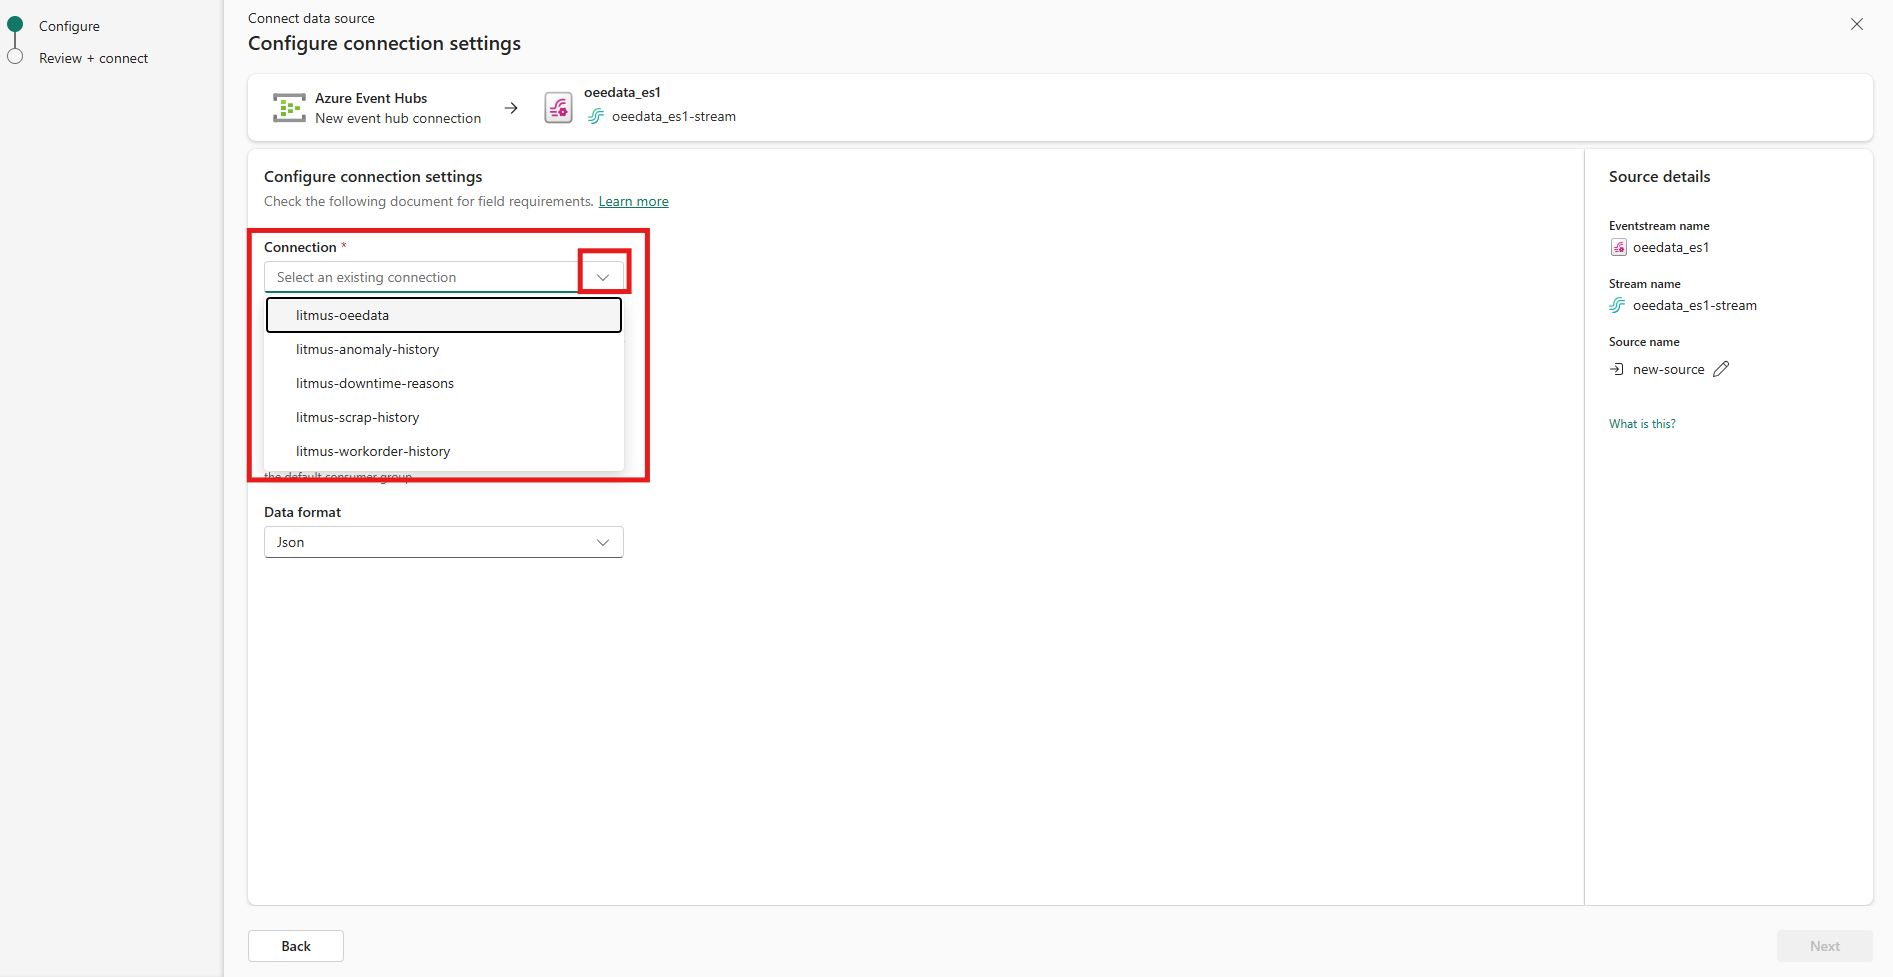 Configure
Review + connect
Connect data source
Configure connection settings
Azure Event Hubs
New event hub connection
oeedata_es1
oeedata_es1-stream
Configure connection settings
Check the following document for field requirements. Learn more
Connection *
Select an existing connection
litmus-oeedata
litmus-anomaly-history
litmus-downtime-reasons
litmus-scrap-history
litmus-workorder-history
the default consumer group
Data format
Json
Source details
Eventstream name
oeedata_es1
Stream name
oeedata_es1-stream
Source name
new-source
What is this?
Back
Next